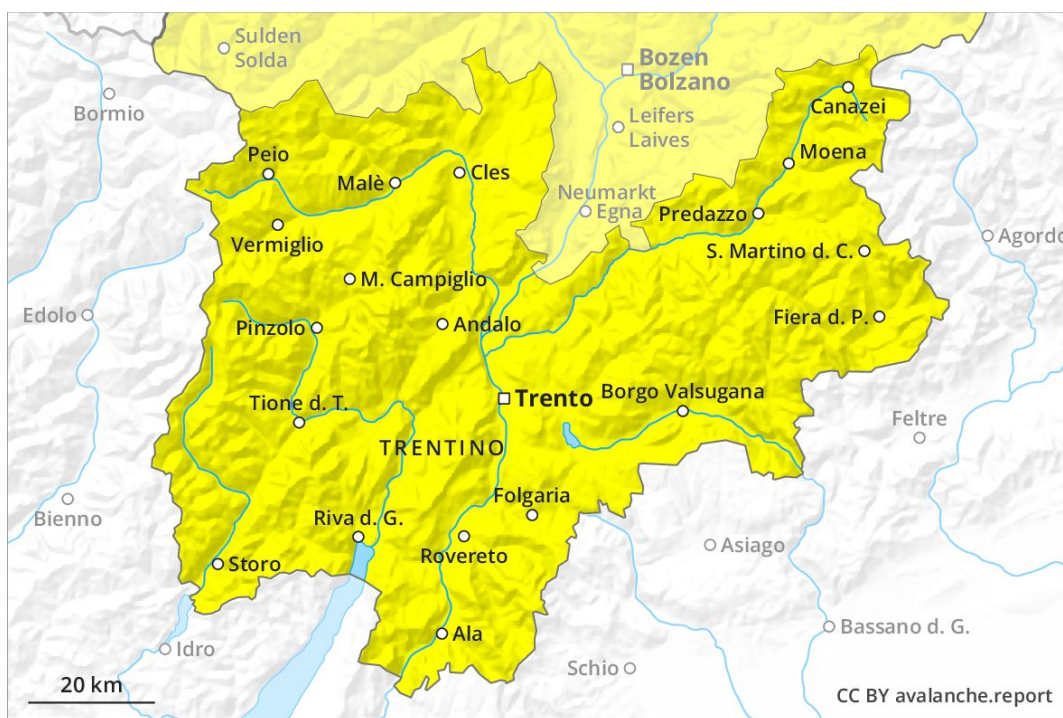 Sulden
Solda
Bozen
Bolzano
Bormio
Canazei
Leifers
Laives
Peio
Malè
Cles
Moena
Neumarkt
Egna
Predazzo
Vermiglio
S. Martino d. C.
Agordo
M. Campiglio
Edolo
Pinzolo
Andalo
Fiera d. P.
Trento
Borgo Valsugana
Tione d. T.
Feltre
TRENTINO
Bienno
Folgaria
Riva d. G.
Rovereto
Asiago
Storo
Ala
Bassano d. G.
Idro
Schio
20 km
CC BY avalanche.report